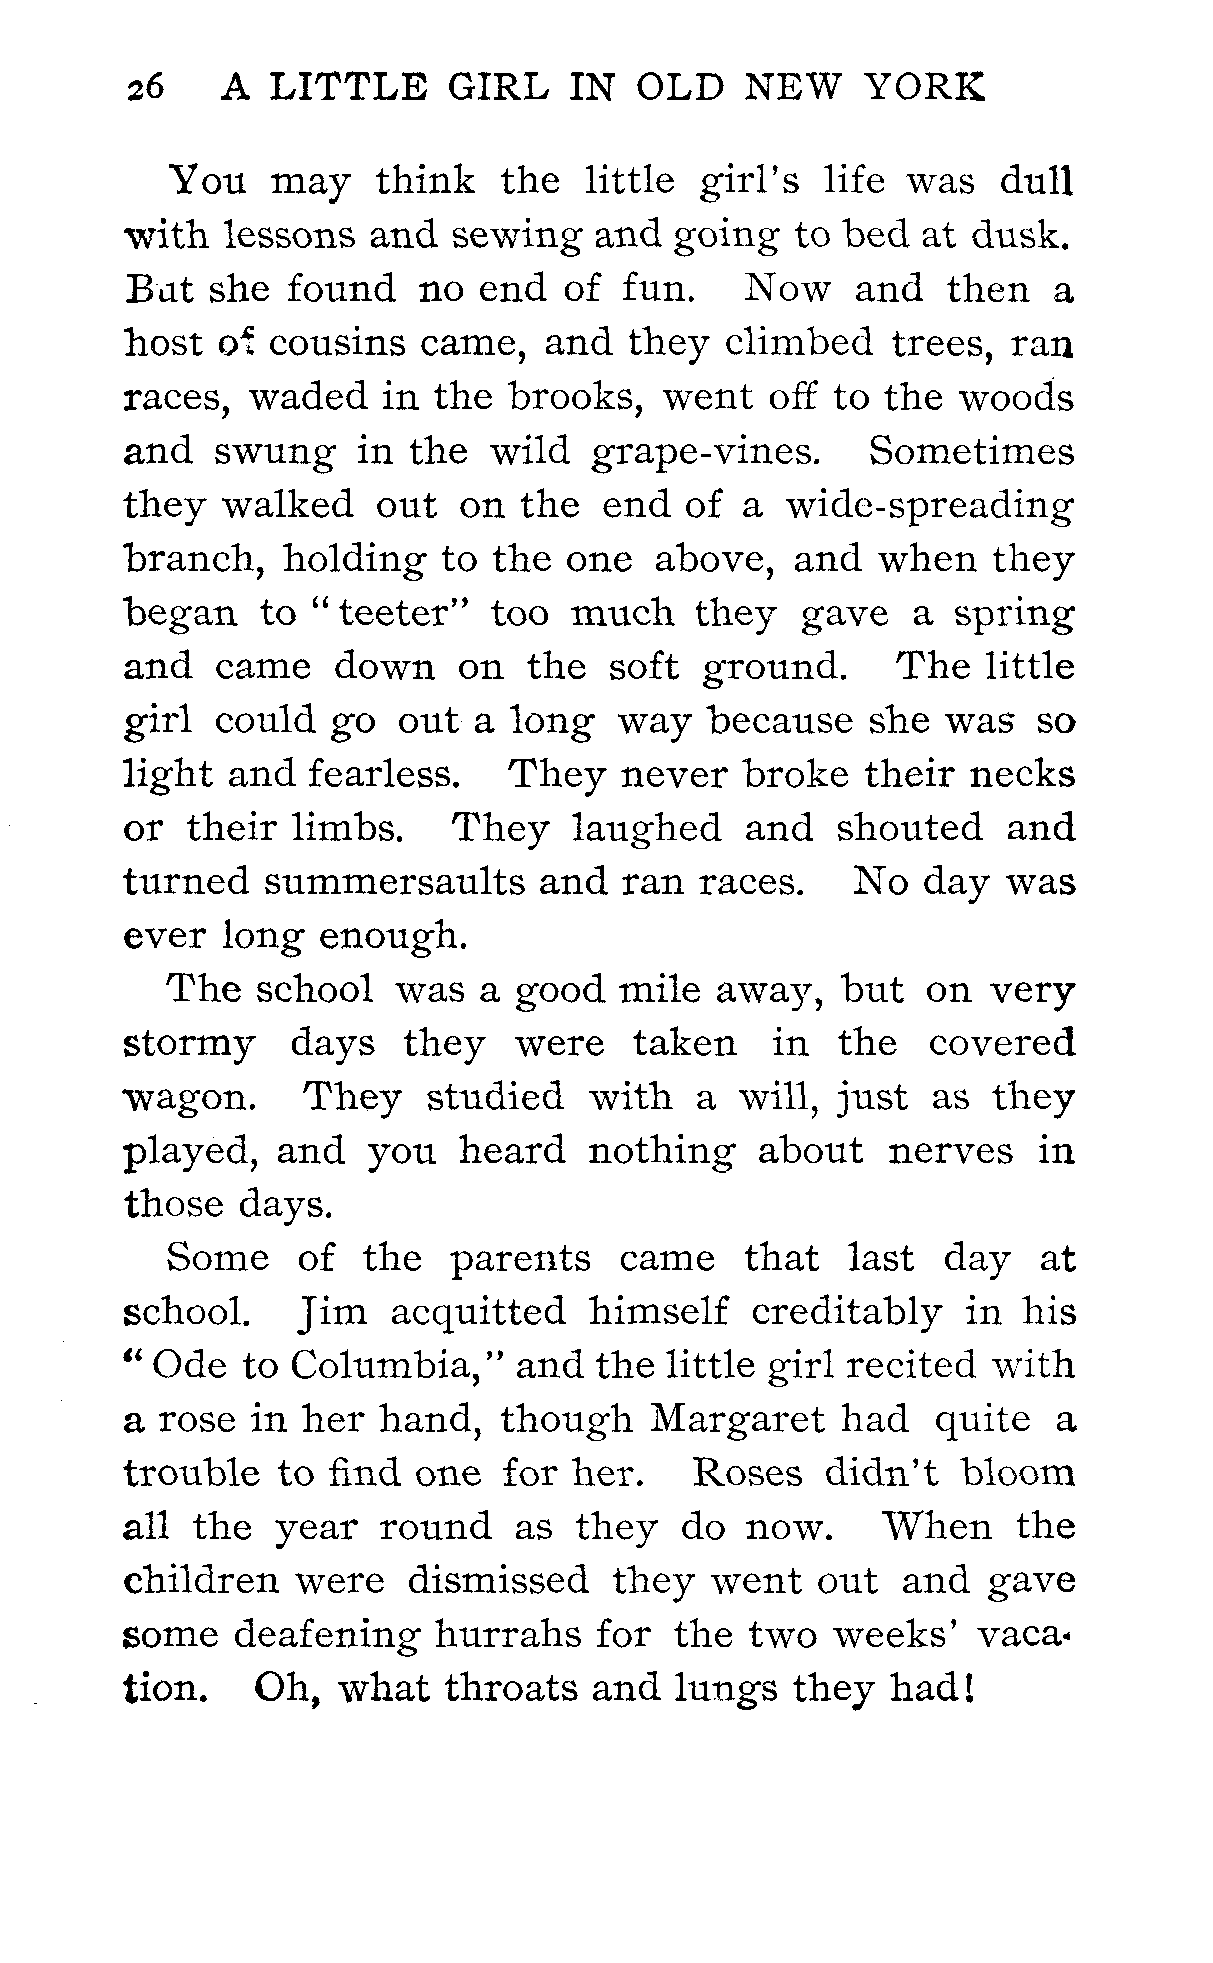 26 A LITTLE GIRL IN OLD NEW YORK
You may think the little girl's life was dull
with lessons and sewing and going to bed at dusk.
But she found no end of fun. Now and then a
host of cousins came, and they climbed trees, ran
races, waded in the brooks, went off to the woods
and swung in the wild grape-vines. Sometimes
they walked out on the end of a wide-spreading
branch, holding to the one above, and when they
began to "teeter" too much they gave a spring
and came down on the soft ground. The little
girl could go out a long way because she was so
light and fearless. They never broke their necks
or their limbs. They laughed and shouted and
turned summersaults and ran races. No day was
ever long enough.
The school was a good mile away, but on very
stormy days they were taken in the covered
wagon. They studied with a will, just as they
played, and you heard nothing about nerves in
those days.
Some of the parents came that last day at
school. Jim acquitted himself creditably in his
"Ode to Columbia," and the little girl recited with
a rose in her hand, though Margaret had quite a
trouble to find one for her. Roses didn't bloom
all the year round as they do now. When the
children were dismissed they went out and gave
some deafening hurrahs for the two weeks' vaca-
tion. Oh, what throats and lungs they had!